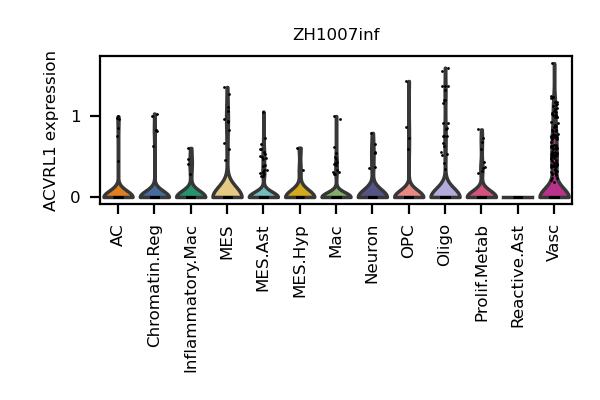 ZH1007inf
ACVRL1 expression
1
0
AC
Chromatin.Reg
Inflammatory.Mac
MES
MES.Ast
MES.Hyp
Mac
Neuron
OPC
Oligo
Prolif.Metab
Reactive.Ast
Vasc